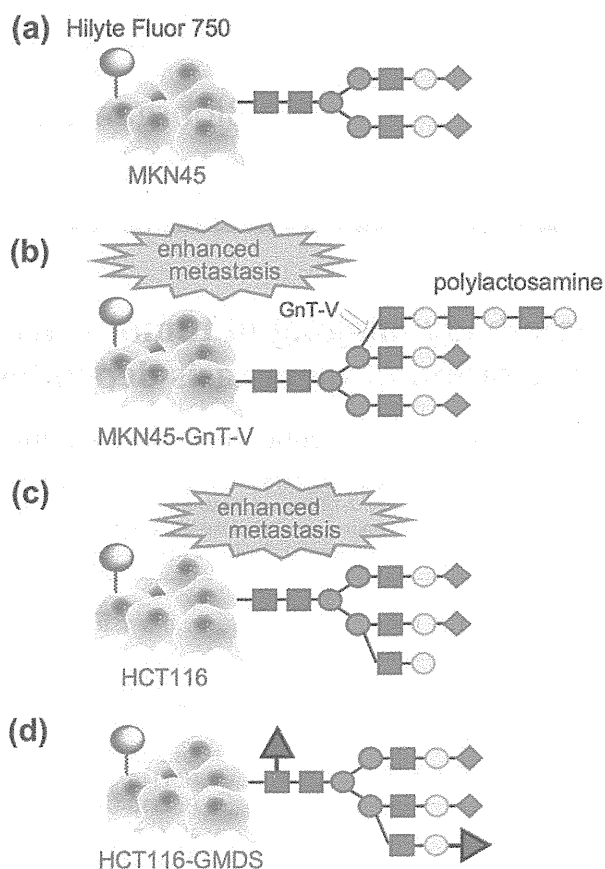 (a) Hilyte Fluor 750
MKN45
(b)
enhanced
metastasis
polylactosamine
GnT-V
MKN45-GnT-V
(c)
enhanced
metastasis
HCT116
(d)
HCT116-GMDS